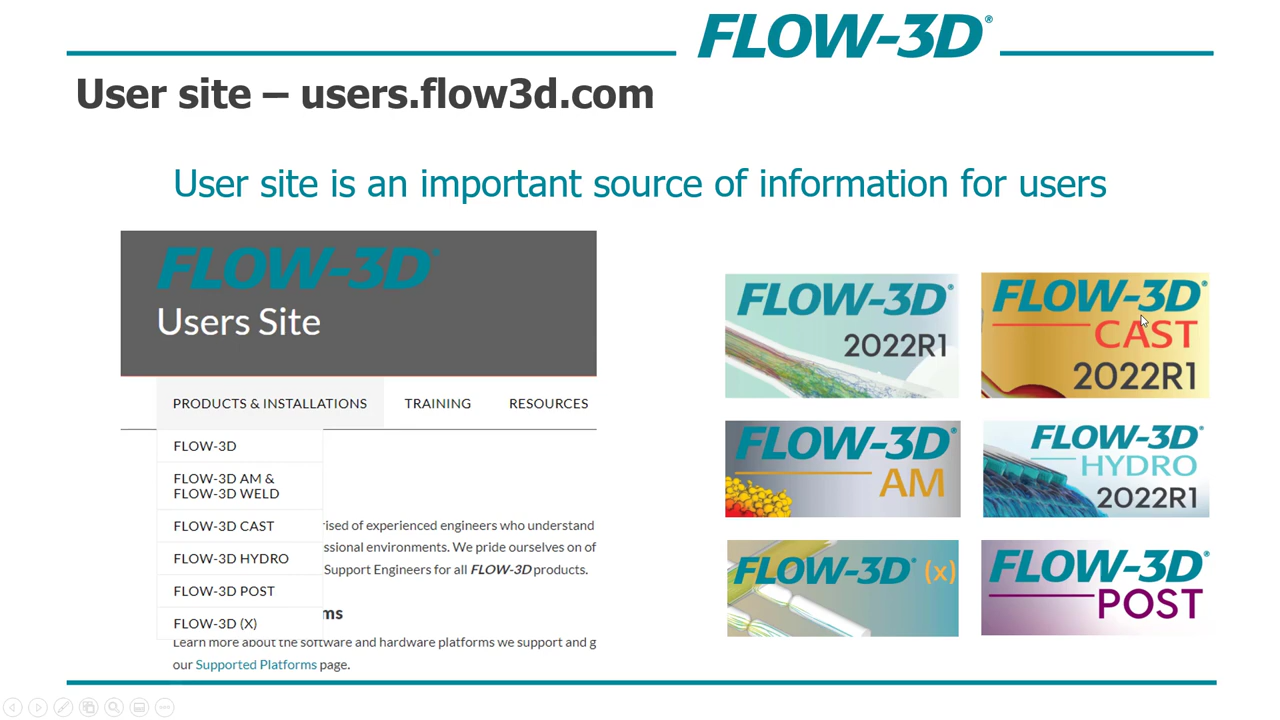 FLOW-3D®
User site – users.flow3d.com
User site is an important source of information for users
FLOW-3D®
Users Site
PRODUCTS & INSTALLATIONS TRAINING RESOURCES
FLOW-3D
FLOW-3D AM &
FLOW-3D WELD
FLOW-3D CAST
FLOW-3D HYDRO
FLOW-3D POST
FLOW-3D (X)
rised of experienced engineers who understand
ssional environments. We pride ourselves on of
Support Engineers for all FLOW-3D products.
ms
Learn more about the software and hardware platforms we support and g
our Supported Platforms page.
FLOW-3D®
2022R1
FLOW-3D®
CAST
2022R1
FLOW-3D®
AM
FLOW-3D®
HYDRO
2022R1
FLOW-3D® (x)
FLOW-3D®
POST